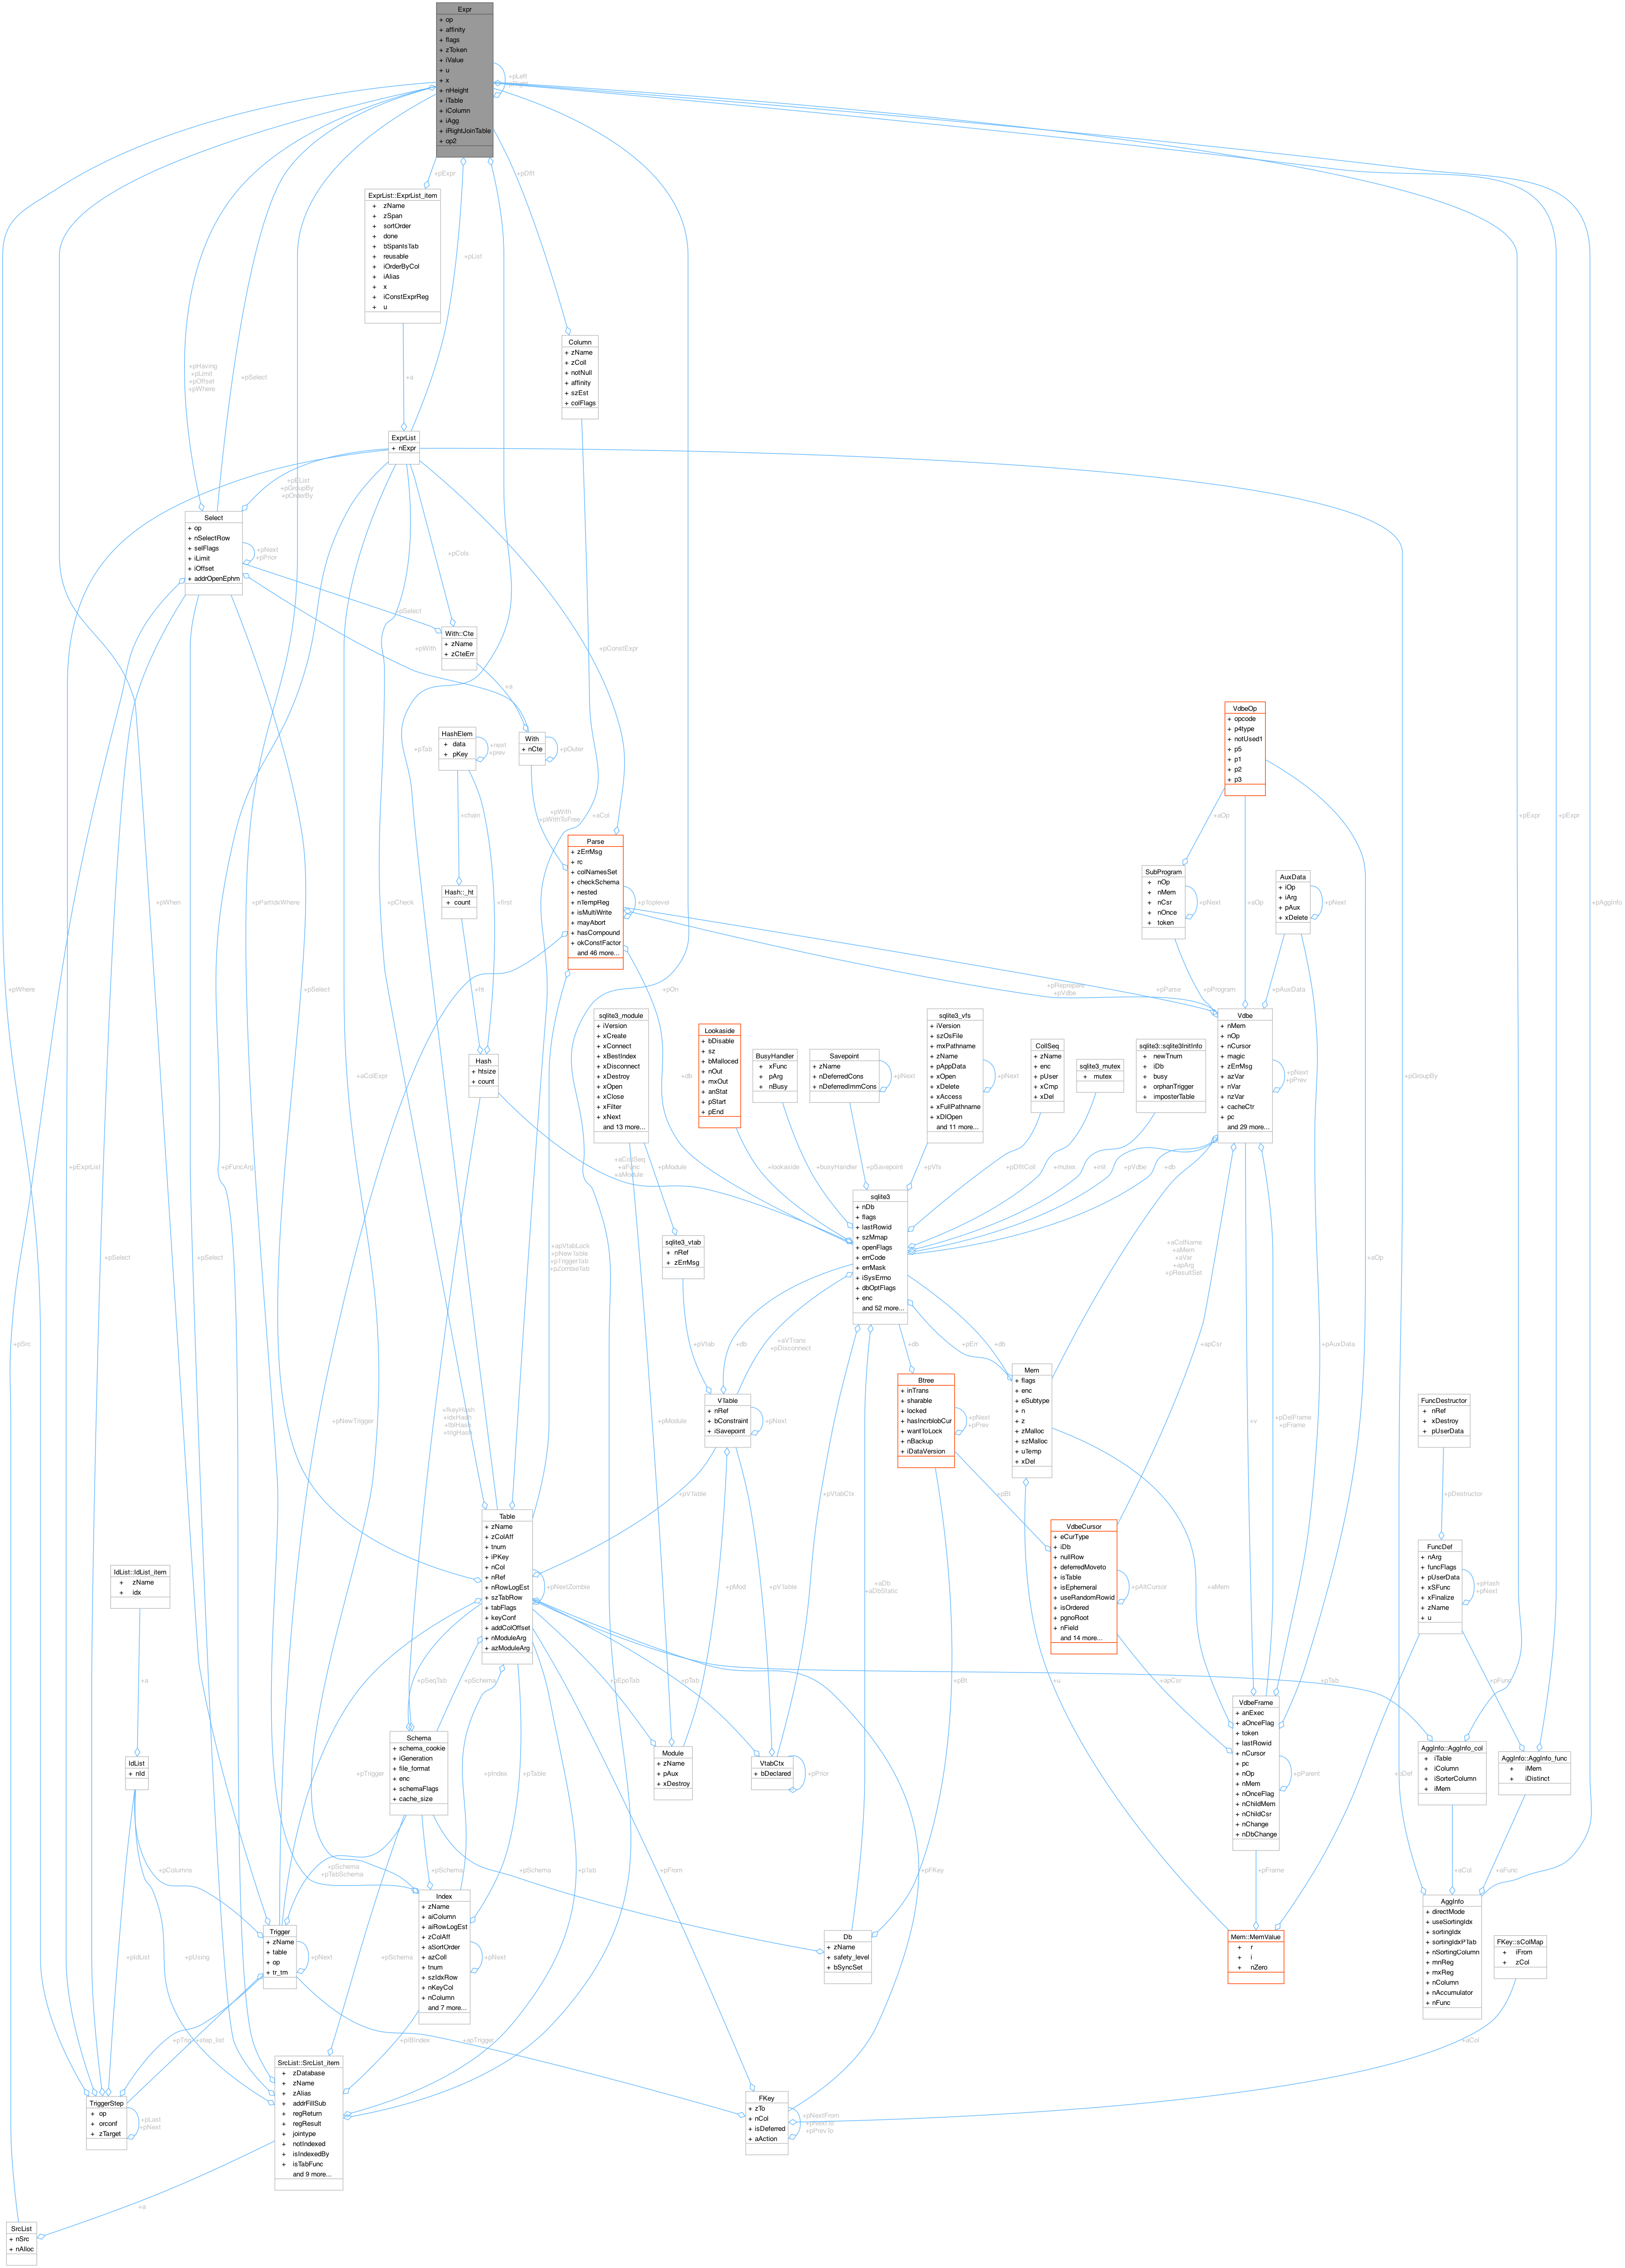 Expr
+ op
+ affinity
+ flags
+ zToken
+ iValue
+ u
+ x
+ nHeight
+ iTable
+ iColumn
+ iAgg
+ iRightJoinTable
+ op2
+pLeft
+pExpr
+pDflt
ExprList::ExprList_item
+ zName
+ zSpan
+ sortOrder
+ done
+ bSpanIsTab
+ reusable
+ iOrderByCol
+ iAlias
+ x
+ iConstExprReg
+ u
+pList
Column
+ zName
+ zColl
+ notNull
+ affinity
+ szEst
+ colFlags
+pHaving
+pLimit
+pOffset
+pWhere
+pSelect
+a
ExprList
+ nExpr
+pEList
+pGroupBy
+pOrderBy
Select
+ op
+ nSelectRow
+ selFlags
+ iLimit
+ iOffset
+ addrOpenEphm
+pNext
+pPrior
+pCols
+pSelect
With::Cte
+ zName
+ zCteErr
+pWith
+pConstExpr
+a
VdbeOp
+ opcode
+ p4type
+ notUsed1
+ p5
+ p1
+ p2
+ p3
HashElem
+ data
+ pKey
+next
+prev
With
+ nCte
+pOuter
+pTab
+chain
+pWith
+pWithToFree
+aCol
+aOp
Parse
+ zErrMsg
+ rc
+ colNamesSet
+ checkSchema
+ nested
+ nTempReg
+ isMultiWrite
+ mayAbort
+ hasCompound
+ okConstFactor
and 46 more...
+pToplevel
SubProgram
+ nOp
+ nMem
+ nCsr
+ nOnce
+ token
+pNext
AuxData
+ iOp
+ iArg
+ pAux
+ xDelete
+pNext
Hash::_ht
+ count
+first
+pPartIdxWhere
+pWhen
+pCheck
+aOp
+pAggInfo
+pExpr
+pExpr
+pWhere
+pSelect
+ht
+pOn
+pReprepare
+pVdbe
+pParse
+pProgram
+pAuxData
Vdbe
+ nMem
+ nOp
+ nCursor
+ magic
+ zErrMsg
+ azVar
+ nVar
+ nzVar
+ cacheCtr
+ pc
and 29 more...
+pNext
+pPrev
sqlite3_module
+ iVersion
+ xCreate
+ xConnect
+ xBestIndex
+ xDisconnect
+ xDestroy
+ xOpen
+ xClose
+ xFilter
+ xNext
and 13 more...
Lookaside
+ bDisable
+ sz
+ bMalloced
+ nOut
+ mxOut
+ anStat
+ pStart
+ pEnd
BusyHandler
+ xFunc
+ pArg
+ nBusy
Savepoint
+ zName
+ nDeferredCons
+ nDeferredImmCons
+pNext
sqlite3_vfs
+ iVersion
+ szOsFile
+ mxPathname
+ zName
+ pAppData
+ xOpen
+ xDelete
+ xAccess
+ xFullPathname
+ xDlOpen
and 11 more...
+pNext
CollSeq
+ zName
+ enc
+ pUser
+ xCmp
+ xDel
sqlite3_mutex
+ mutex
sqlite3::sqlite3InitInfo
+ newTnum
+ iDb
+ busy
+ orphanTrigger
+ imposterTable
Hash
+ htsize
+ count
+aColExpr
+db
+pGroupBy
+pExprList
+pFuncArg
+aCollSeq
+aFunc
+aModule
+pModule
+lookaside
+busyHandler
+pSavepoint
+pVfs
+pDfltColl
+mutex
+init
+pVdbe
+db
sqlite3
+ nDb
+ flags
+ lastRowid
+ szMmap
+ openFlags
+ errCode
+ errMask
+ iSysErrno
+ dbOptFlags
+ enc
and 52 more...
sqlite3_vtab
+ nRef
+ zErrMsg
+pSelect
+pSelect
+apVtabLock
+pNewTable
+pTriggerTab
+pZombieTab
+aColName
+aMem
+aVar
+apArg
+pResultSet
+aOp
+pSrc
+pVtab
+db
+aVTrans
+pDisconnect
+db
+pErr
+db
+apCsr
+pAuxData
Btree
+ inTrans
+ sharable
+ locked
+ hasIncrblobCur
+ wantToLock
+ nBackup
+ iDataVersion
+pNext
+pPrev
Mem
+ flags
+ enc
+ eSubtype
+ n
+ z
+ zMalloc
+ szMalloc
+ uTemp
+ xDel
VTable
+ nRef
+ bConstraint
+ iSavepoint
+pNext
+pNewTrigger
+fkeyHash
+idxHash
+tblHash
+trigHash
+pModule
+v
+pDelFrame
+pFrame
FuncDestructor
+ nRef
+ xDestroy
+ pUserData
+pVTable
+pVtabCtx
+pBt
+pDestructor
Table
+ zName
+ zColAff
+ tnum
+ iPKey
+ nCol
+ nRef
+ nRowLogEst
+ szTabRow
+ tabFlags
+ keyConf
+ addColOffset
+ nModuleArg
+ azModuleArg
+pNextZombie
VdbeCursor
+ eCurType
+ iDb
+ nullRow
+ deferredMoveto
+ isTable
+ isEphemeral
+ useRandomRowid
+ isOrdered
+ pgnoRoot
+ nField
and 14 more...
+pAltCursor
FuncDef
+ nArg
+ funcFlags
+ pUserData
+ xSFunc
+ xFinalize
+ zName
+ u
+pHash
+pNext
IdList::IdList_item
+ zName
+ idx
+pMod
+pVTable
+aDb
+aDbStatic
+aMem
+a
+pSeqTab
+pSchema
+pEpoTab
+pTab
+pBt
+u
+apCsr
+pTab
+pFunc
VdbeFrame
+ anExec
+ aOnceFlag
+ token
+ lastRowid
+ nCursor
+ pc
+ nOp
+ nMem
+ nOnceFlag
+ nChildMem
+ nChildCsr
+ nChange
+ nDbChange
+pParent
Schema
+ schema_cookie
+ iGeneration
+ file_format
+ enc
+ schemaFlags
+ cache_size
Module
+ zName
+ pAux
+ xDestroy
VtabCtx
+ bDeclared
+pPrior
AggInfo::AggInfo_col
+ iTable
+ iColumn
+ iSorterColumn
+ iMem
AggInfo::AggInfo_func
+ iMem
+ iDistinct
IdList
+ nId
+pTrigger
+pIndex
+pTable
+pDef
+pColumns
+pSchema
+pTabSchema
+pSchema
+pTab
+pFrom
+pSchema
+pFKey
+pFrame
+aCol
+aFunc
Index
+ zName
+ aiColumn
+ aiRowLogEst
+ zColAff
+ aSortOrder
+ azColl
+ tnum
+ szIdxRow
+ nKeyCol
+ nColumn
and 7 more...
+pNext
AggInfo
+ directMode
+ useSortingIdx
+ sortingIdx
+ sortingIdxPTab
+ nSortingColumn
+ mnReg
+ mxReg
+ nColumn
+ nAccumulator
+ nFunc
Trigger
+ zName
+ table
+ op
+ tr_tm
+pNext
Db
+ zName
+ safety_level
+ bSyncSet
Mem::MemValue
+ r
+ i
+ nZero
FKey::sColMap
+ iFrom
+ zCol
+pIdList
+pUsing
+pSchema
+step_list
+pIBIndex
+apTrigger
+aCol
SrcList::SrcList_item
+ zDatabase
+ zName
+ zAlias
+ addrFillSub
+ regReturn
+ regResult
+ jointype
+ notIndexed
+ isIndexedBy
+ isTabFunc
and 9 more...
TriggerStep
+ op
+ orconf
+ zTarget
+pLast
+pNext
FKey
+ zTo
+ nCol
+ isDeferred
+ aAction
+pNextFrom
+pNextTo
+pPrevTo
+a
SrcList
+ nSrc
+ nAlloc